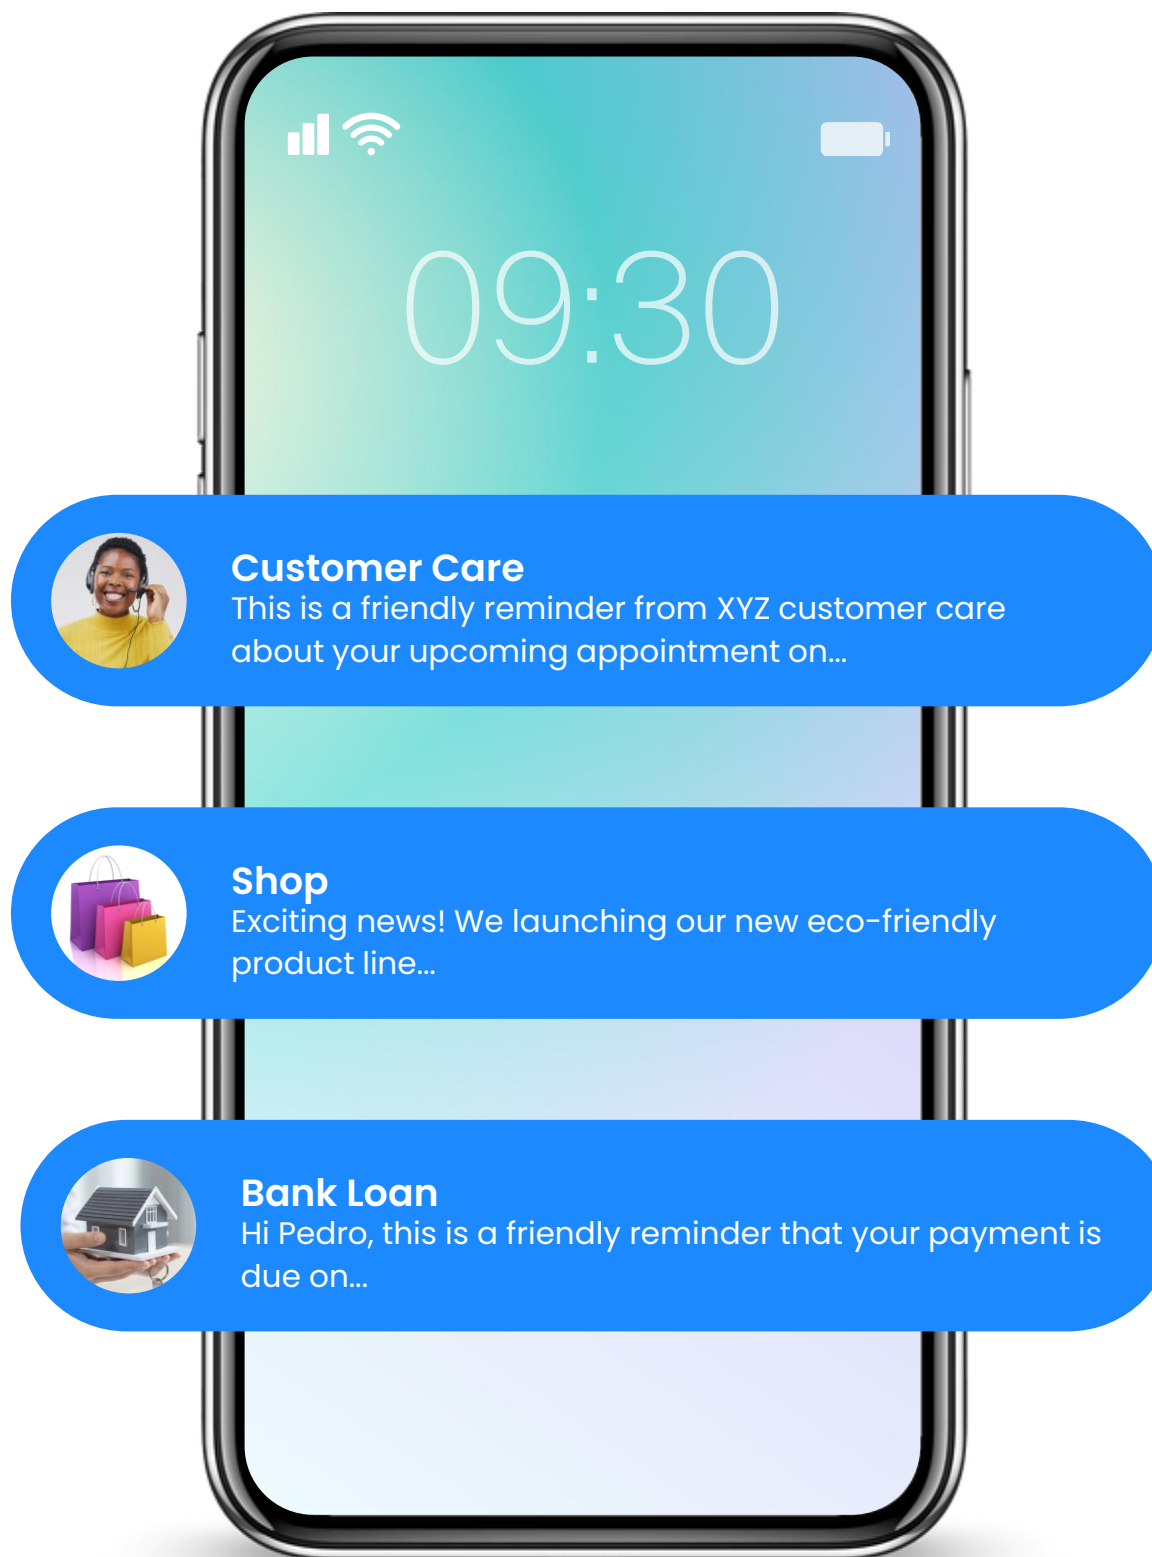 09:30
Customer Care
This is a friendly reminder from XYZ customer care
about your upcoming appointment on...
Shop
Exciting news! We launching our new eco-friendly
product line...
Bank Loan
Hi Pedro, this is a friendly reminder that your payment is
due on...